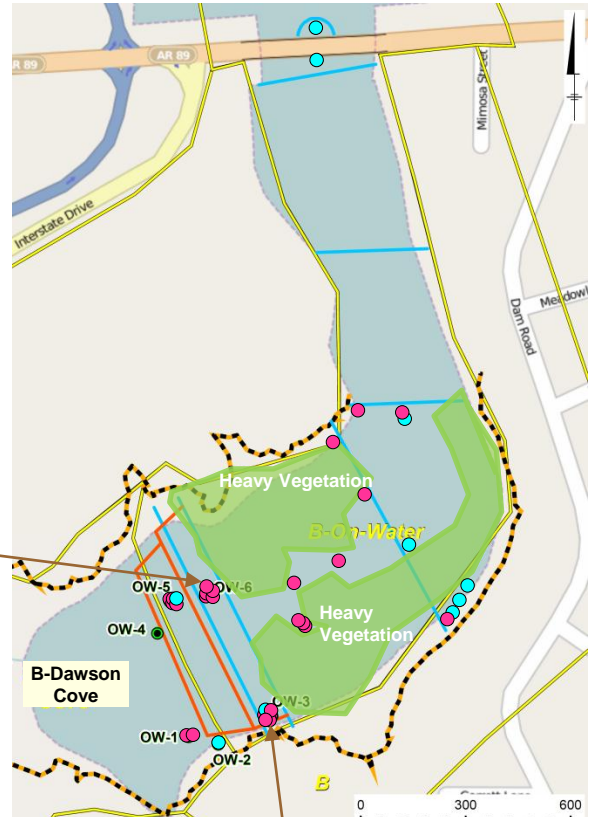 R 89
AR 89
Mimosa Street
Interstate Drive
Dam Road
Heavy Vegetation
B-On-Water
OW-5
OW-6
Heavy
Vegetation
OW-4
B-Dawson
Cove
OW-3
OW-1
OW-2
B
0 300 600